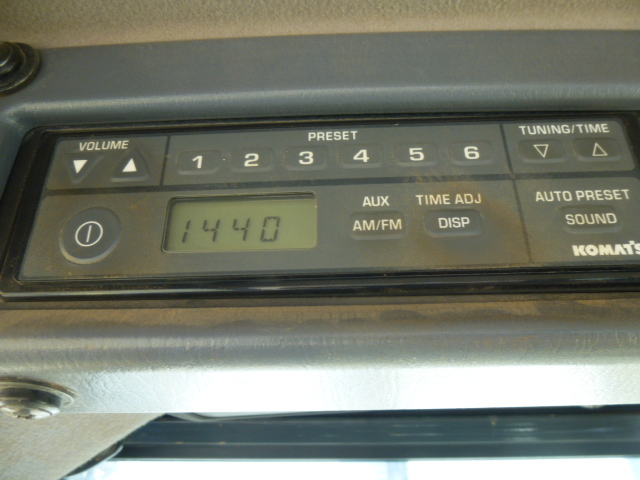 VOLUME
PRESET
TUNING/TIME
1 2 3 4 5 6
AUX
TIME ADJ
AUTO PRESET
1440
AM/FM
DISP
SOUND
KOMATS